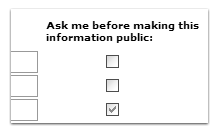 Ask me before making this
information public: